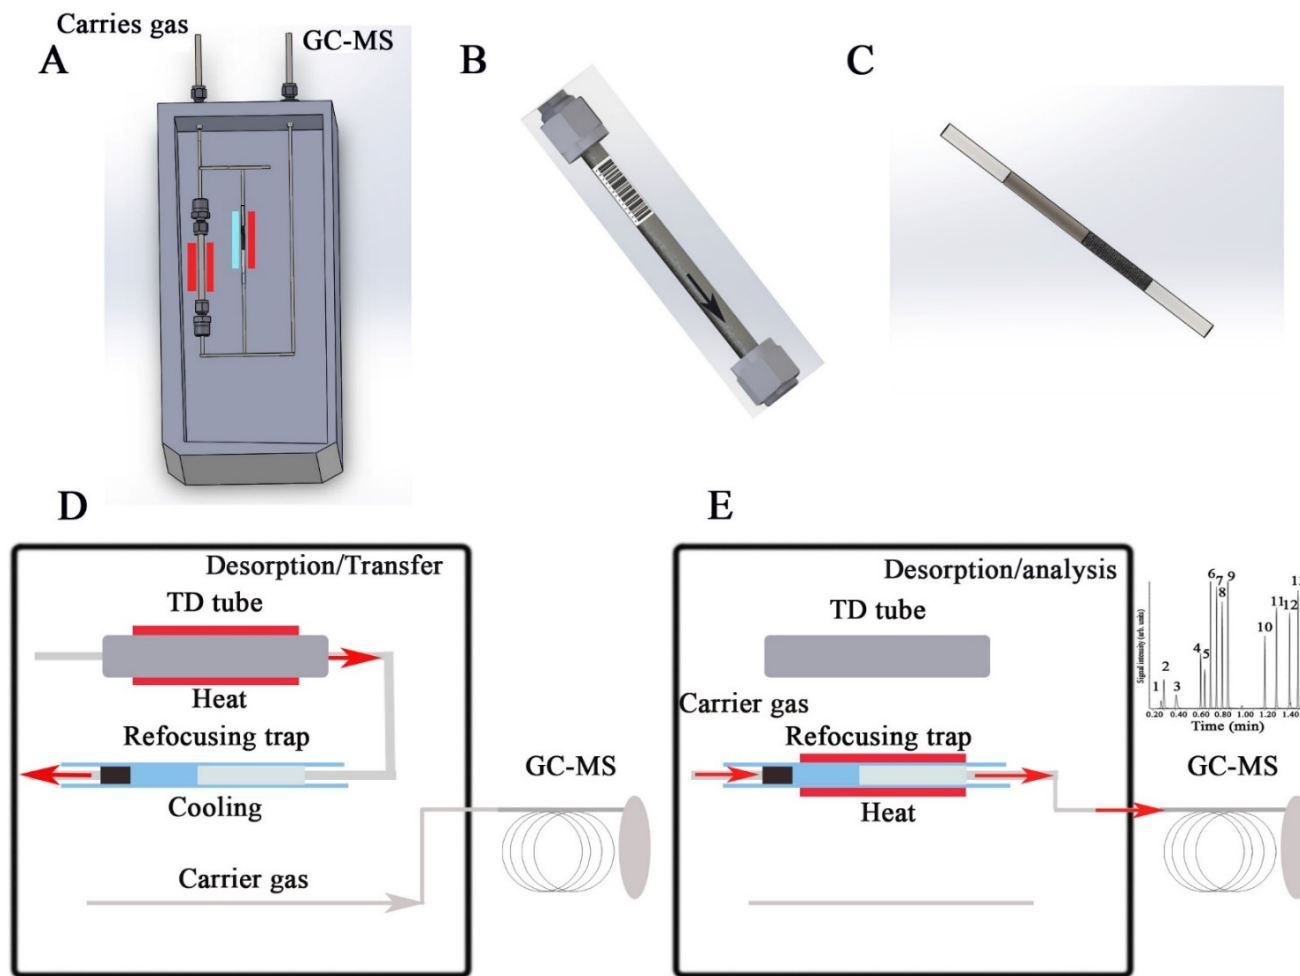 Carries gas
GC-MS
A
B
C
D
Desorption/Transfer
TD tube
Heat
Refocusing trap
Cooling
GC-MS
Carrier gas
E
Desorption/analysis
TD tube
Carrier gas
Refocusing trap
Heat
GC-MS
Signal intensity (arb. units)
1 2 3 4 5 6 7 8 9 10 11 12
0.20 0.40 0.60 0.80 1.00 1.20 1.40
Time (min)